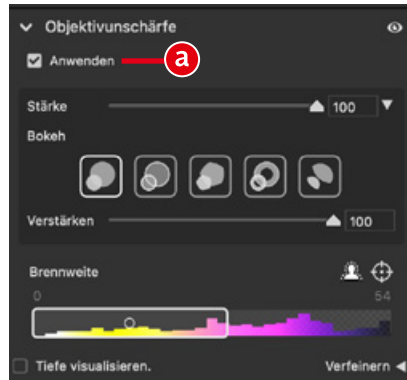 Objektivunschärfe
Anwenden a
Stärke 100
Bokeh
Verstärken 100
Brennweite
0 54
Tiefe visualisieren. Verfeinern